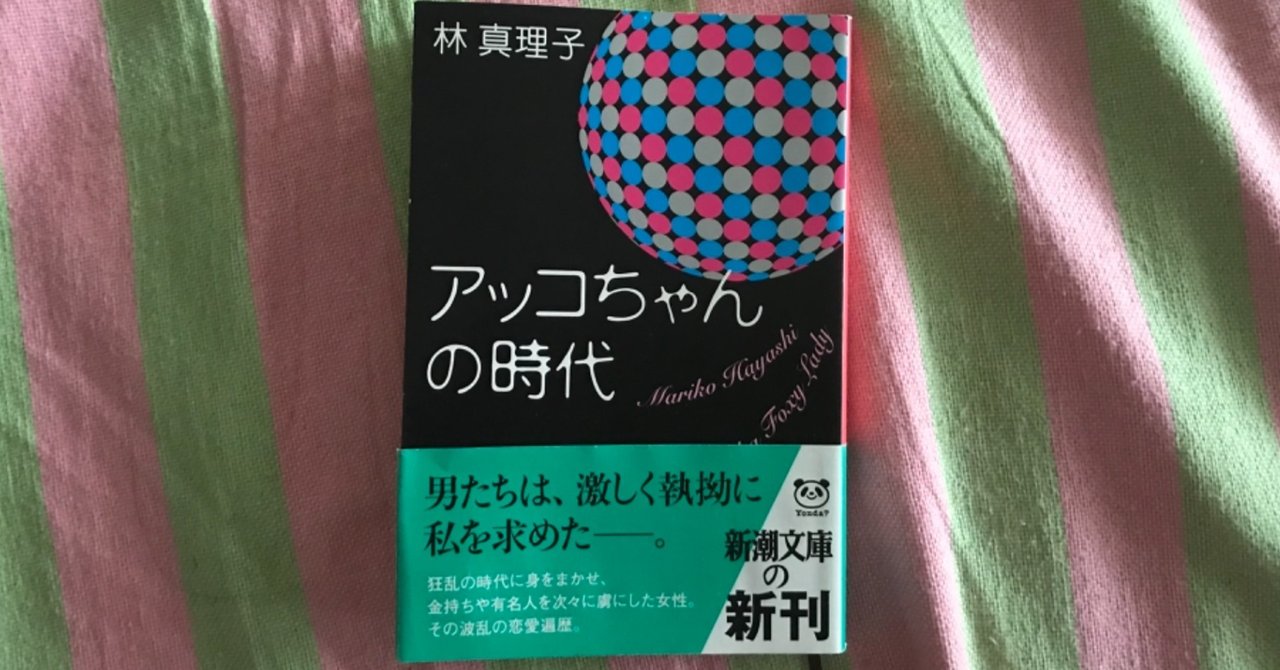 林 真理子
アッコちゃん
の時代
Mariko Hayashi
Foxy Lady
男たちは、激しく執拗に
私を求めた——。
狂乱の時代に身をまかせ、
金持ちや有名人を次々に虜にした女性。
その波乱の恋愛遍歴。
Yonda?
新潮文庫
の
新刊